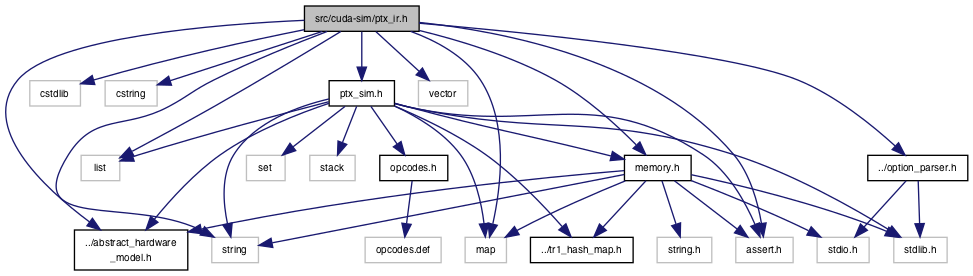 src/cuda-sim/ptx_ir.h
cstdlib
cstring
ptx_sim.h
vector
list
set
stack
opcodes.h
memory.h
../option_parser.h
../abstract_hardware
_model.h
string
opcodes.def
map
../tr1_hash_map.h
string.h
assert.h
stdio.h
stdlib.h